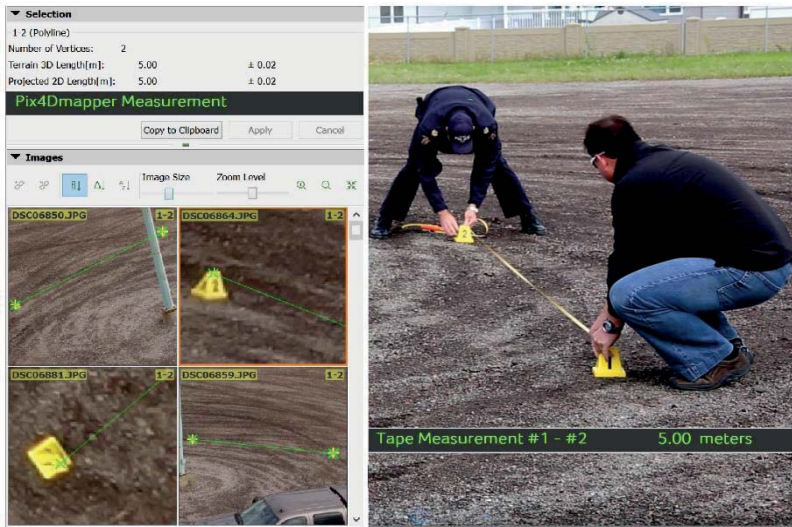 Selection
1-2 (Polyline)
Number of Vertices: 2
Terrain 3D Length[m]: 5.00 ± 0.02
Projected 2D Length[m]: 5.00 ± 0.02
Pix4Dmapper Measurement
Copy to Clipboard Apply Cancel
Images
Image Size Zoom Level
DSC06850.JPG 1-2
DSC06864.JPG 1-2
2
DSC06881.JPG 1-2
DSC06859.JPG 1-2
2
1
Tape Measurement #1 - #2 5.00 meters